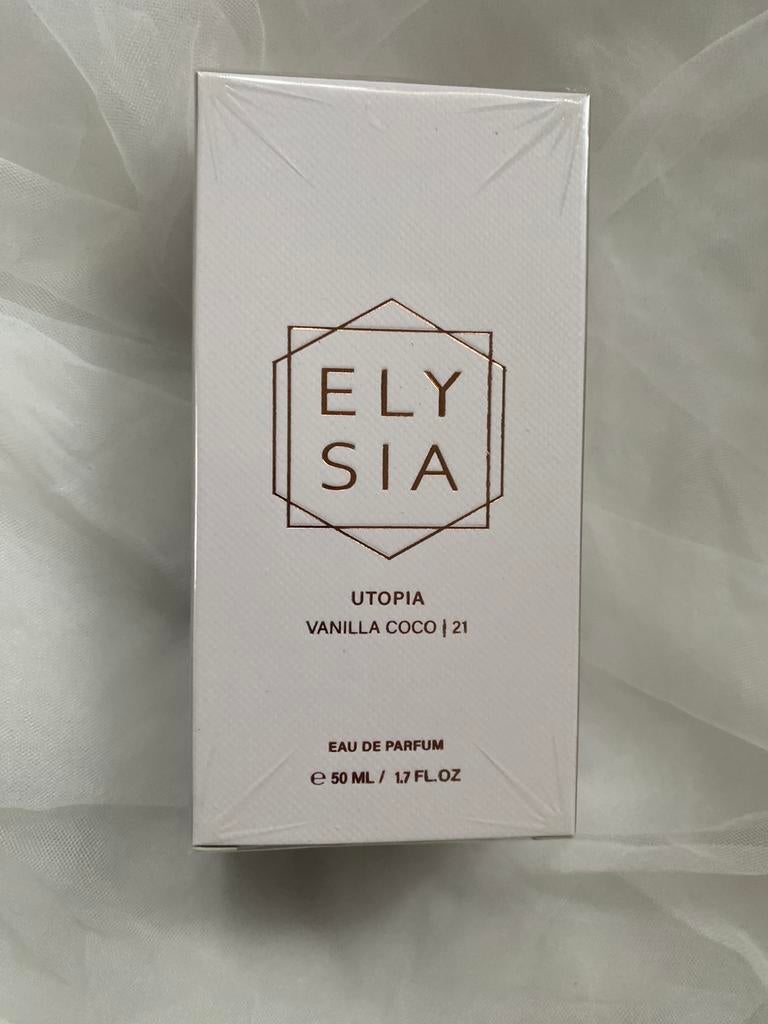 ELY
SIA
UTOPIA
VANILLA COCO | 21
EAU DE PARFUM
℮ 50 ML / 1.7 FL.OZ